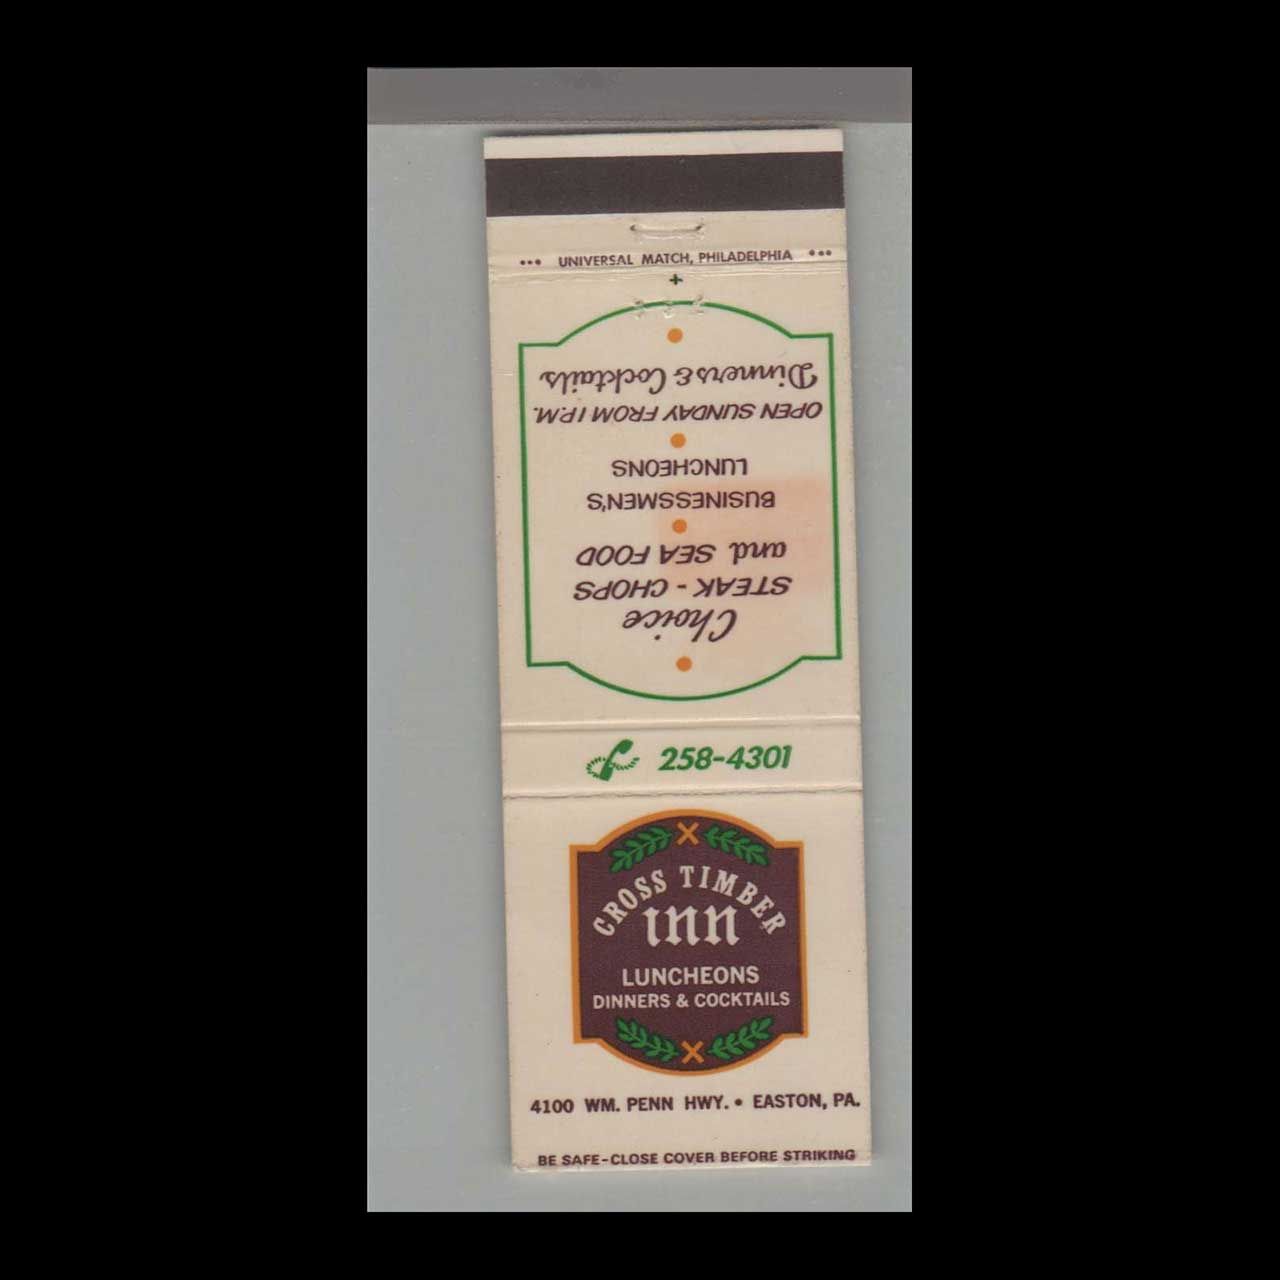 ••• UNIVERSAL MATCH, PHILADELPHIA •••
Choice
STEAK - CHOPS
and SEA FOOD
BUSINESSMEN'S
LUNCHEONS
OPEN SUNDAY FROM 1 P.M.
Dinners & Cocktails
258-4301
CROSS TIMBER
inn
LUNCHEONS
DINNERS & COCKTAILS
4100 WM. PENN HWY. • EASTON, PA.
BE SAFE-CLOSE COVER BEFORE STRIKING